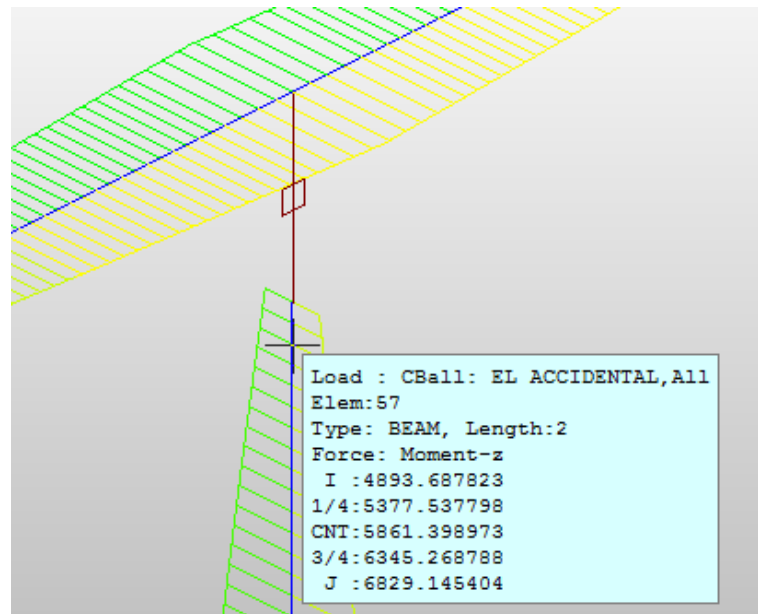 Load : CBall: EL ACCIDENTAL,All
Elem:57
Type: BEAM, Length:2
Force: Moment-z
I :4893.687823
1/4:5377.537798
CNT:5861.398973
3/4:6345.268788
J :6829.145404